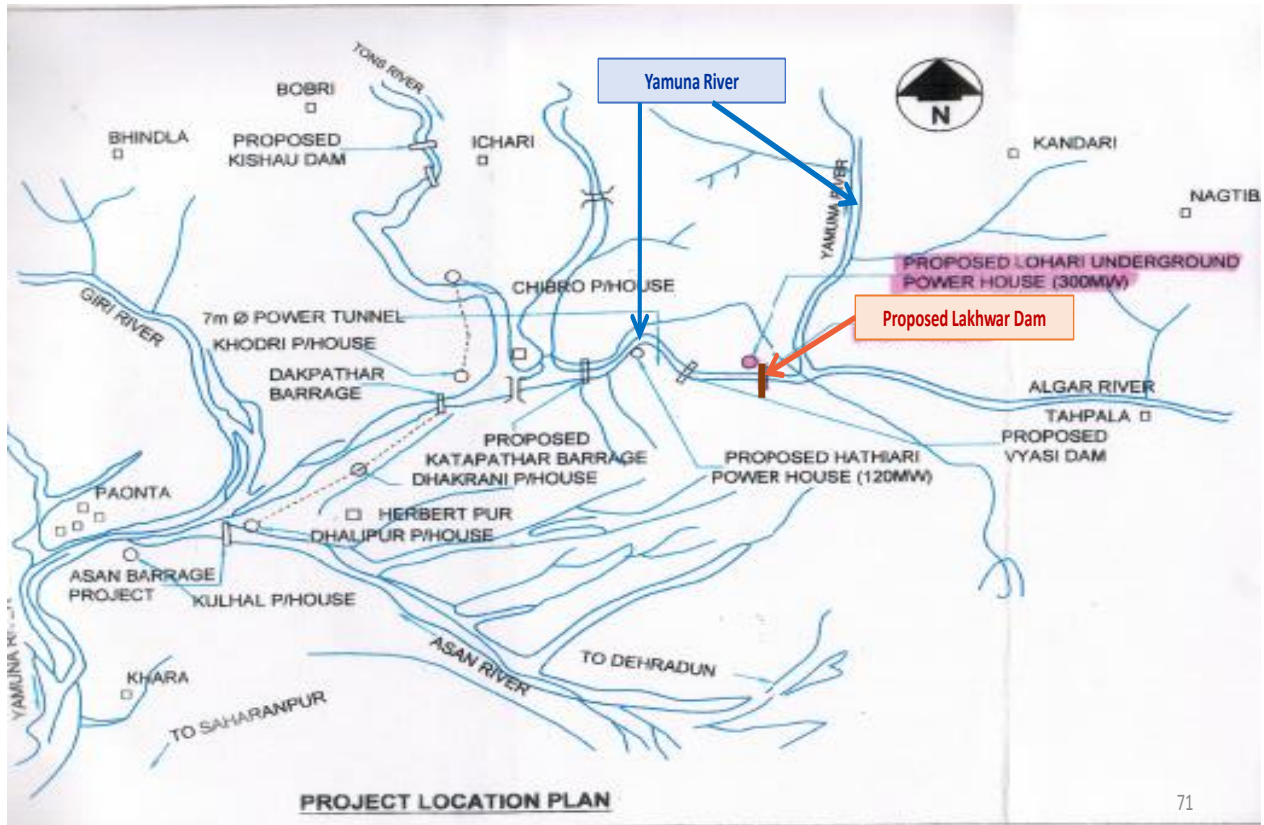 TONS RIVER
Yamuna River
BOBRI
BHINDLA
PROPOSED
KISHAU DAM
ICHARI
N
KANDARI
YAMUNA RIVER
NAGTIBA
PROPOSED LOHARI UNDERGROUND
POWER HOUSE (300MW)
GIRI RIVER
CHIBRO P/HOUSE
7m Ø POWER TUNNEL
Proposed Lakhwar Dam
KHODRI P/HOUSE
DAKPATHAR
BARRAGE
ALGAR RIVER
TAHPALA
PROPOSED
VYASI DAM
PROPOSED
KATAPATHAR BARRAGE
DHAKRANI P/HOUSE
PROPOSED HATHIARI
POWER HOUSE (120MW)
PAONTA
HERBERT PUR
DHALIPUR P/HOUSE
ASAN BARRAGE
PROJECT
KULHAL P/HOUSE
ASAN RIVER
TO DEHRADUN
YAMUNA RIVER
KHARA
TO SAHARANPUR
PROJECT LOCATION PLAN
71